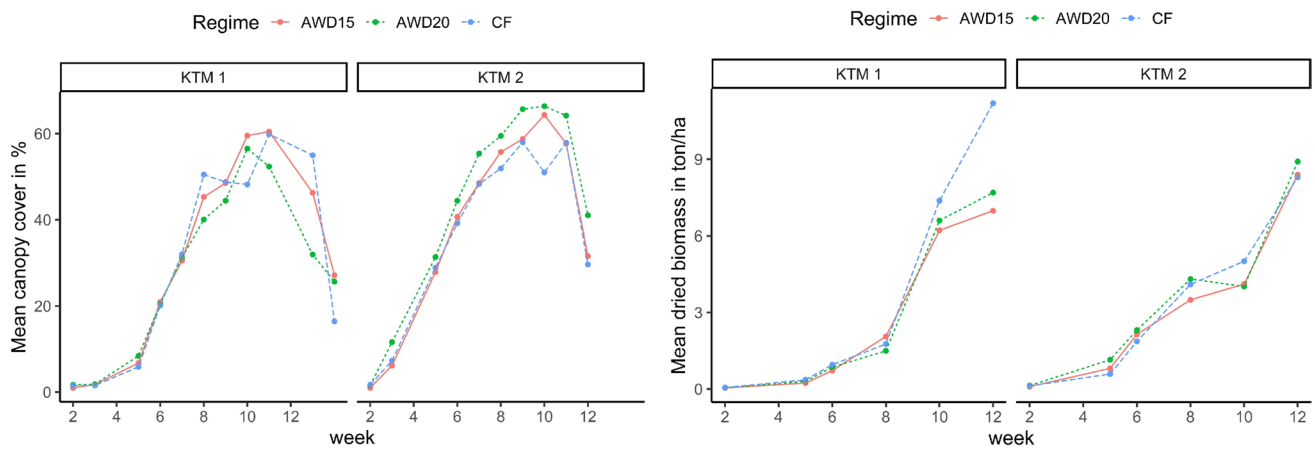 Regime AWD15 AWD20 CF
KTM 1 KTM 2
Mean canopy cover in %
60
40
20
0
2 4 6 8 10 12 2 4 6 8 10 12
week
Regime AWD15 AWD20 CF
KTM 1 KTM 2
Mean dried biomass in ton/ha
9
6
3
0
2 4 6 8 10 12 2 4 6 8 10 12
week